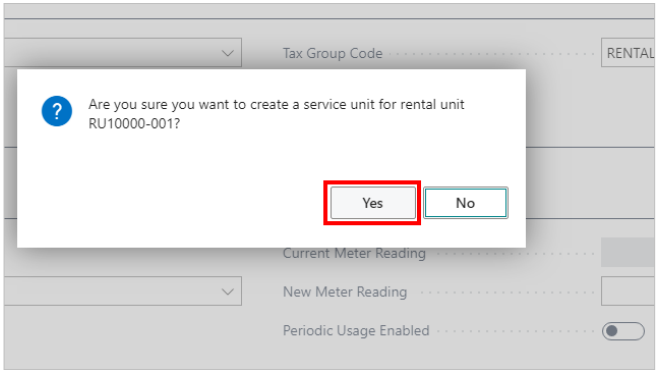 Tax Group Code
RENTAL
Are you sure you want to create a service unit for rental unit
RU10000-001?
Yes
No
Current Meter Reading
New Meter Reading
Periodic Usage Enabled